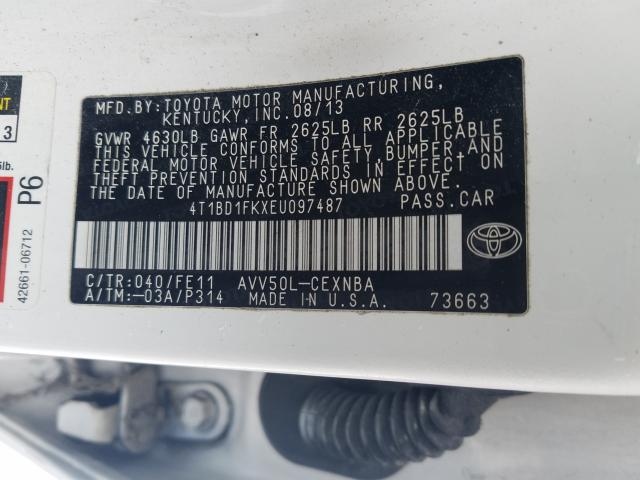 MFD.BY:TOYOTA MOTOR MANUFACTURING,
KENTUCKY, INC. 08/13
GVWR 4630LB GAWR FR 2625LB RR 2625LB
THIS VEHICLE CONFORMS TO ALL APPLICABLE
FEDERAL MOTOR VEHICLE SAFETY, BUMPER AND
THEFT PREVENTION STANDARDS IN EFFECT ON
THE DATE OF MANUFACTURE SHOWN ABOVE.
4T1BD1FKXEU097487 PASS.CAR
C/TR:040/FE11 AVV50L-CEXNBA
A/TM:-03A/P314 MADE IN U.S.A. 73663
NT
3
lb.
P6
42661-06712